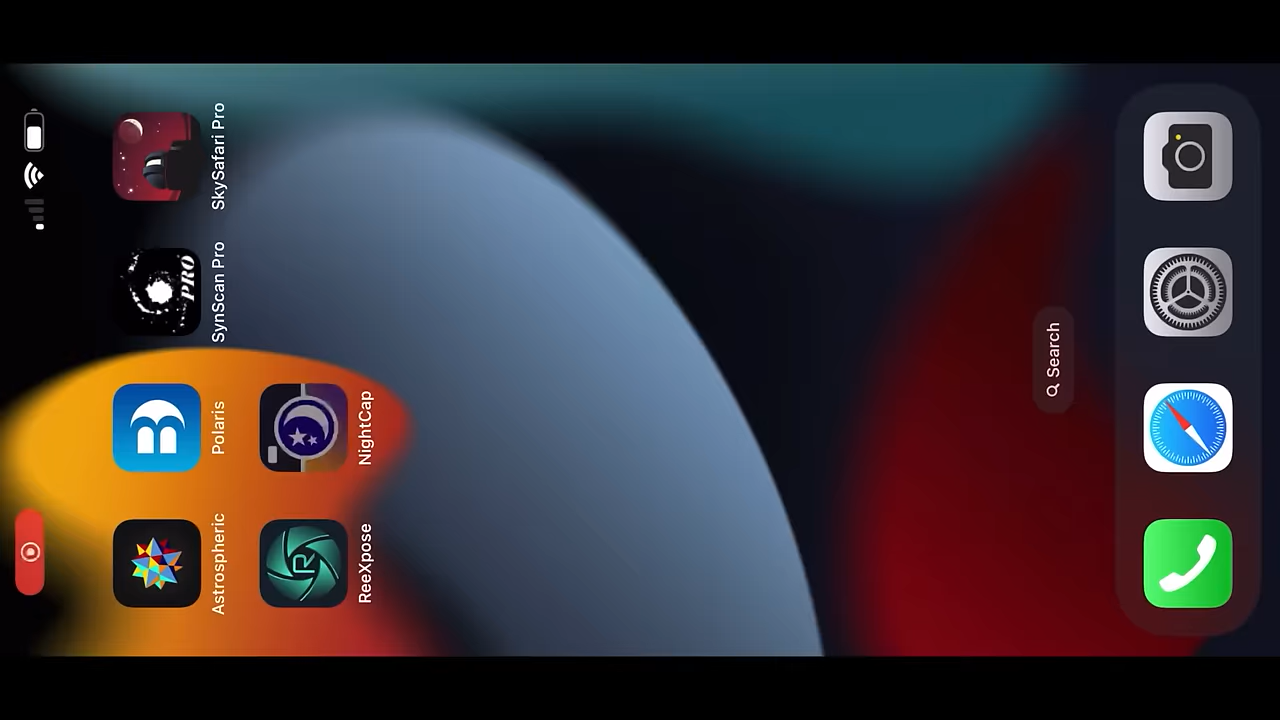 PRO
Astrospheric
Polaris
SynScan Pro
SkySafari Pro
R
ReeXpose
NightCap
Search